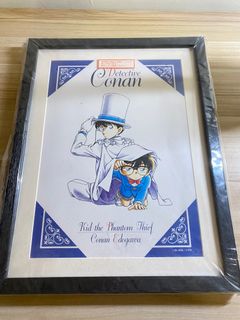 Detective
Conan
Kid the Phantom Thief
Conan Edogawa